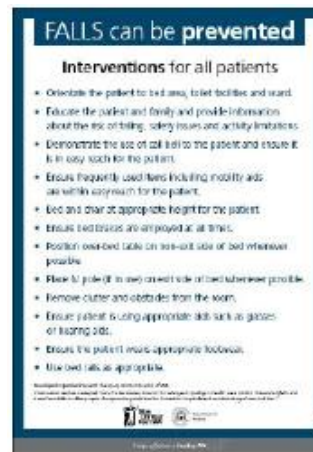 FALLS can be prevented
Interventions for all patients
• Orientate the patient to bed area, toilet facilities and ward.
• Educate the patient and family and provide information
about the risk of falling, safety issues and activity limitations.
• Demonstrate the use of call bell to the patient and ensure it
is in easy reach for the patient.
• Ensure frequently used items including mobility aids
are within easy reach for the patient.
• Bed and chair at appropriate height for the patient.
• Ensure bed brakes are employed at all times.
• Position over-bed table on non-exit side of bed whenever
possible.
• Place IV pole (if in use) on exit side of bed whenever possible.
• Remove clutter and obstacles from the room.
• Ensure patient is using appropriate aids such as glasses
or hearing aids.
• Ensure the patient wears appropriate footwear.
• Use bed rails as appropriate.